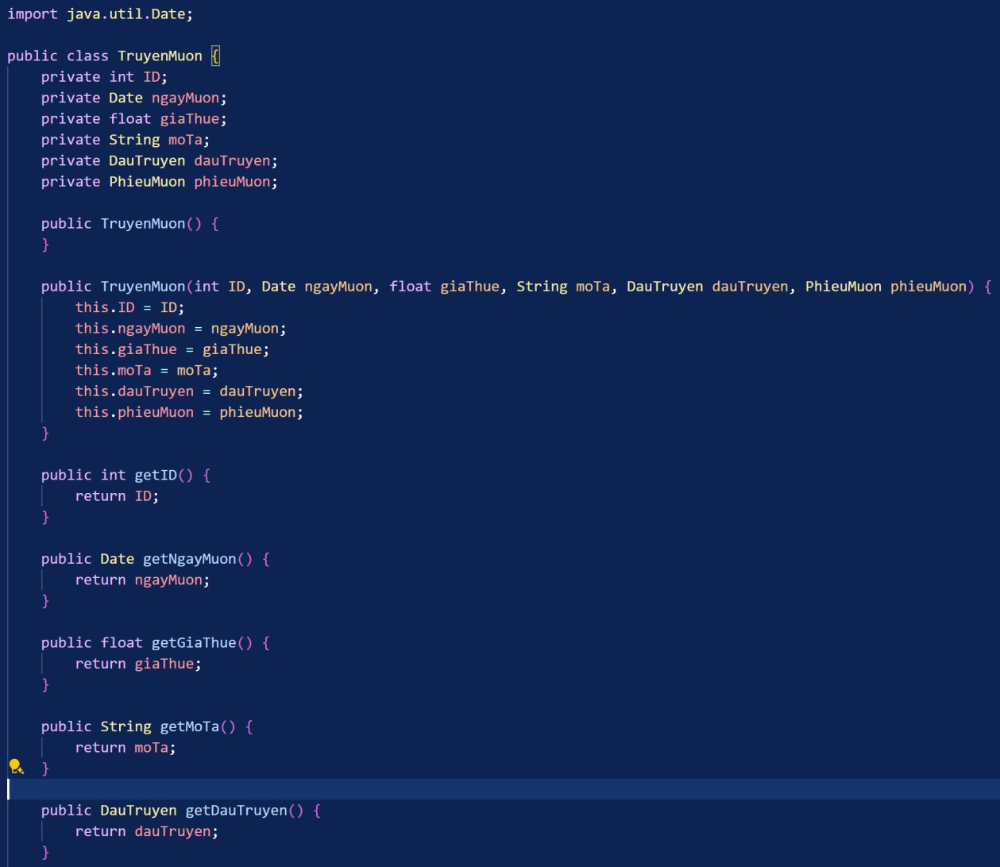 import java.util.Date;
public class TruyenMuon {
private int ID;
private Date ngayMuon;
private float giaThue;
private String moTa;
private DauTruyen dauTruyen;
private PhieuMuon phieuMuon;
public TruyenMuon() {
}
public TruyenMuon(int ID, Date ngayMuon, float giaThue, String moTa, DauTruyen dauTruyen, PhieuMuon phieuMuon) {
this.ID = ID;
this.ngayMuon = ngayMuon;
this.giaThue = giaThue;
this.moTa = moTa;
this.dauTruyen = dauTruyen;
this.phieuMuon = phieuMuon;
}
public int getID() {
return ID;
}
public Date getNgayMuon() {
return ngayMuon;
}
public float getGiaThue() {
return giaThue;
}
public String getMoTa() {
return moTa;
}
public DauTruyen getDauTruyen() {
return dauTruyen;
}